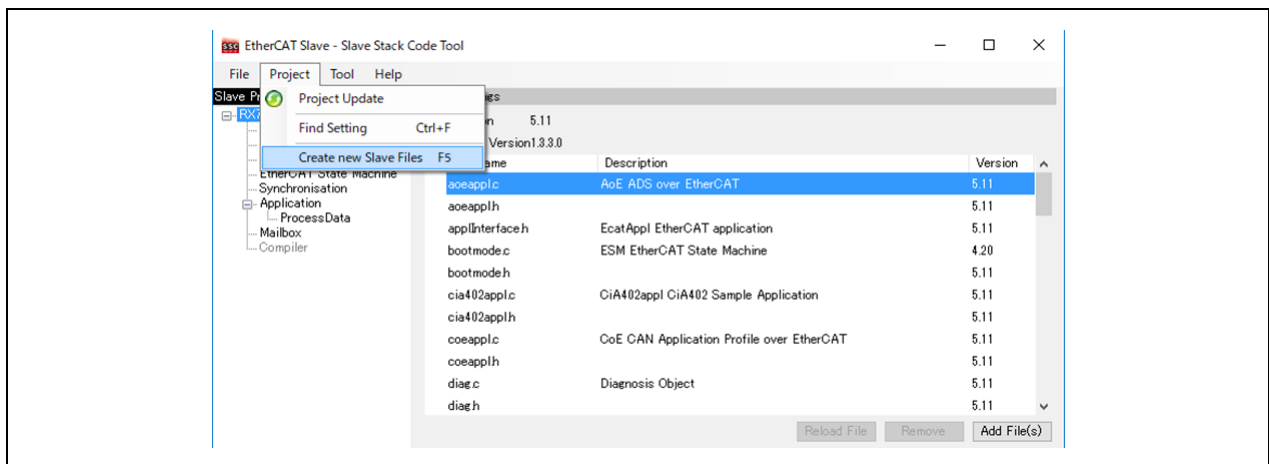 ssc EtherCAT Slave - Slave Stack Code Tool
File Project Tool Help
Project Update
Find Setting Ctrl+F
Create new Slave Files F5
Slave
5.11
Version1.3.3.0
EtherCAT State Machine
Synchronisation
Application
ProcessData
Mailbox
Compiler
Description Version
aoeappl.c AoE ADS over EtherCAT 5.11
aoeappl.h 5.11
applInterface.h EcatAppl EtherCAT application 5.11
bootmode.c ESM EtherCAT State Machine 4.20
bootmode.h 5.11
cia402appl.c CiA402appl CiA402 Sample Application 5.11
cia402appl.h 5.11
coeappl.c CoE CAN Application Profile over EtherCAT 5.11
coeappl.h 5.11
diag.c Diagnosis Object 5.11
diag.h 5.11
Reload File Remove Add File(s)